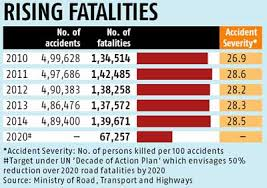 RISING FATALITIES
No. of accidents No. of fatalities Accident Severity*
2010 4,99,628 1,34,514 26.9
2011 4,97,686 1,42,485 28.6
2012 4,90,383 1,38,258 28.2
2013 4,86,476 1,37,572 28.3
2014 4,89,400 1,39,671 28.5
2020# – 67,257
*Accident Severity: No. of persons killed per 100 accidents
#Target under UN 'Decade of Action Plan' which envisages 50%
reduction over 2020 road fatalities by 2020
Source: Ministry of Road, Transport and Highways